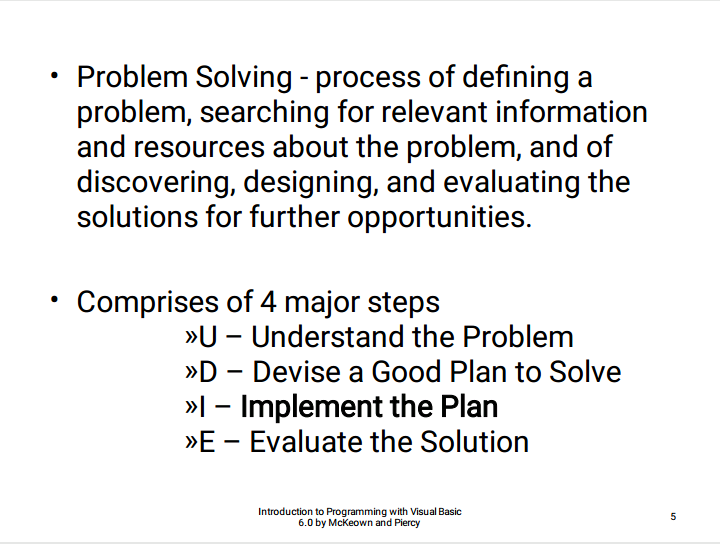 • Problem Solving - process of defining a
problem, searching for relevant information
and resources about the problem, and of
discovering, designing, and evaluating the
solutions for further opportunities.
• Comprises of 4 major steps
»U – Understand the Problem
»D – Devise a Good Plan to Solve
»I – Implement the Plan
»E – Evaluate the Solution
Introduction to Programming with Visual Basic
6.0 by McKeown and Piercy
5